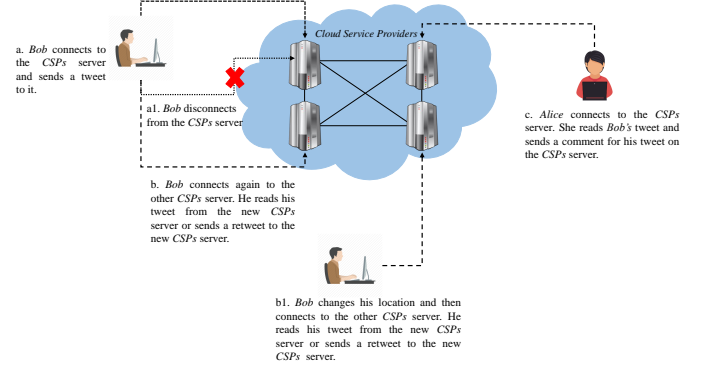 Cloud Service Providers
a. Bob connects to
the CSPs server
and sends a tweet
to it.
a1. Bob disconnects
from the CSPs server
c. Alice connects to the CSPs
server. She reads Bob's tweet and
sends a comment for his tweet on
the CSPs server.
b. Bob connects again to the
other CSPs server. He reads his
tweet from the new CSPs
server or sends a retweet to the
new CSPs server.
b1. Bob changes his location and then
connects to the other CSPs server. He
reads his tweet from the new CSPs
server or sends a retweet to the new
CSPs server.